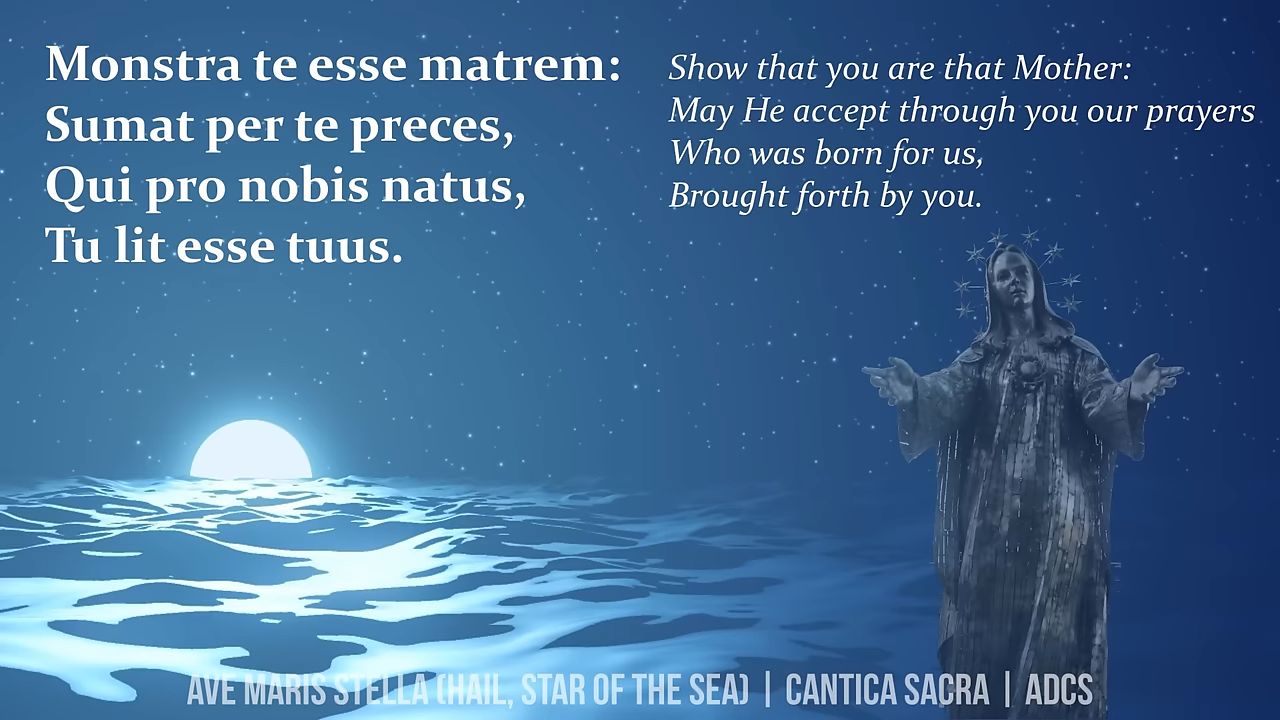 Monstra te esse matrem:
Sumat per te preces,
Qui pro nobis natus,
Tu lit esse tuus.
Show that you are that Mother:
May He accept through you our prayers
Who was born for us,
Brought forth by you.
AVE MARIS STELLA (HAIL, STAR OF THE SEA) | CANTICA SACRA | ADCS